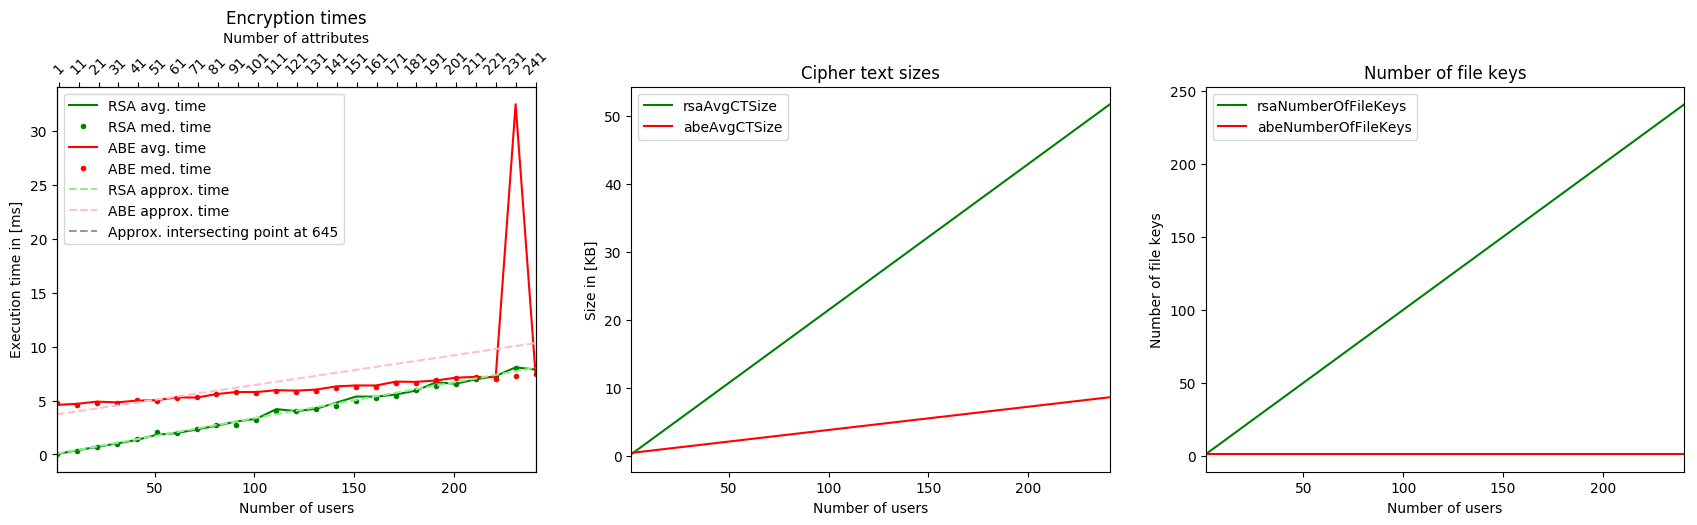 Encryption times
Number of attributes
1 11 21 31 41 51 61 71 81 91 101 111 121 131 141 151 161 171 181 191 201 211 221 231 241
RSA avg. time
RSA med. time
ABE avg. time
ABE med. time
RSA approx. time
ABE approx. time
Approx. intersecting point at 645
Execution time in [ms]
30
25
20
15
10
5
0
50 100 150 200
Number of users
Cipher text sizes
rsaAvgCTSize
abeAvgCTSize
Size in [KB]
50
40
30
20
10
0
50 100 150 200
Number of users
Number of file keys
rsaNumberOfFileKeys
abeNumberOfFileKeys
Number of file keys
250
200
150
100
50
0
50 100 150 200
Number of users